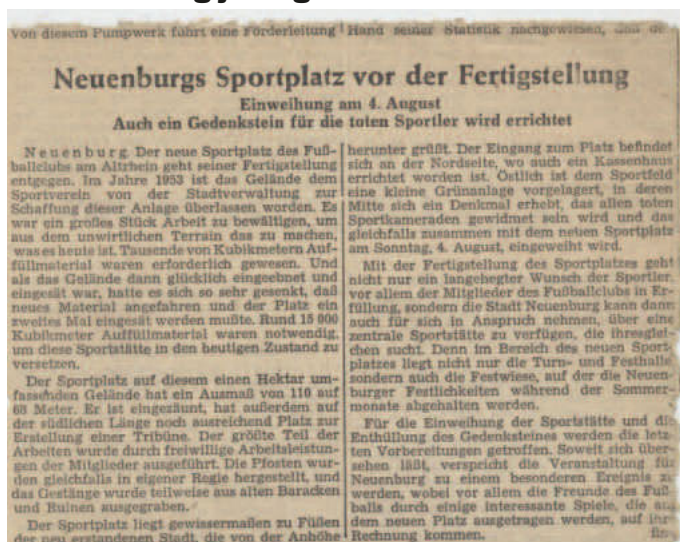 von diesem Pumpwerk führt eine Förderleitung
Hand seiner Statistik nachgewiesen,
Neuenburgs Sportplatz vor der Fertigstellung
Einweihung am 4. August
Auch ein Gedenkstein für die toten Sportler wird errichtet
Neuenburg. Der neue Sportplatz des Fuß-
ballclubs am Altrhein geht seiner Fertigstellung
entgegen. Im Jahre 1953 ist das Gelände dem
Sportverein von der Stadtverwaltung zur
Schaffung dieser Anlage überlassen worden. Es
war ein großes Stück Arbeit zu bewältigen, um
aus dem unwirtlichen Terrain das zu machen,
was es heute ist. Tausende von Kubikmetern Auf-
füllmaterial waren erforderlich gewesen. Und
als das Gelände dann glücklich eingeebnet und
eingesät war, hatte es sich so sehr gesenkt, daß
neues Material angefahren und der Platz ein
zweites Mal eingesät werden mußte. Rund 15 000
Kubikmeter Auffüllmaterial waren notwendig,
um diese Sportstätte in den heutigen Zustand zu
versetzen.
Der Sportplatz auf diesem einen Hektar um-
fassenden Gelände hat ein Ausmaß von 110 auf
68 Meter. Er ist eingezäunt, hat außerdem auf
der südlichen Länge noch ausreichend Platz zur
Erstellung einer Tribüne. Der größte Teil der
Arbeiten wurde durch freiwillige Arbeitsleistun-
gen der Mitglieder ausgeführt. Die Pfosten wur-
den gleichfalls in eigener Regie hergestellt, und
das Gestänge wurde teilweise aus alten Baracken
und Ruinen ausgegraben.
Der Sportplatz liegt gewissermaßen zu Füßen
der neu erstandenen Stadt, die von der Anhöhe
herunter grüßt. Der Eingang zum Platz befindet
sich an der Nordseite, wo auch ein Kassenhaus
errichtet worden ist. Östlich ist dem Sportfeld
eine kleine Grünanlage vorgelagert, in deren
Mitte sich ein Denkmal erhebt, das allen toten
Sportkameraden gewidmet sein wird und das
gleichfalls zusammen mit dem neuen Sportplatz
am Sonntag, 4. August, eingeweiht wird.
Mit der Fertigstellung des Sportplatzes geht
nicht nur ein langehegter Wunsch der Sportler,
vor allem der Mitglieder des Fußballclubs in Er-
füllung, sondern die Stadt Neuenburg kann dann
auch für sich in Anspruch nehmen, über eine
zentrale Sportstätte zu verfügen, die ihresglei-
chen sucht. Denn im Bereich des neuen Sport-
platzes liegt nicht nur die Turn- und Festhalle
sondern auch die Festwiese, auf der die Neuen-
burger Festlichkeiten während der Sommer-
monate abgehalten werden.
Für die Einweihung der Sportstätte und die
Enthüllung des Gedenksteines werden die letz-
ten Vorbereitungen getroffen. Soweit sich über-
sehen läßt, verspricht die Veranstaltung für
Neuenburg zu einem besonderen Ereignis zu
werden, wobei vor allem die Freunde des Fuß-
balls durch einige interessante Spiele, die auf
dem neuen Platz ausgetragen werden, auf ihre
Rechnung kommen.